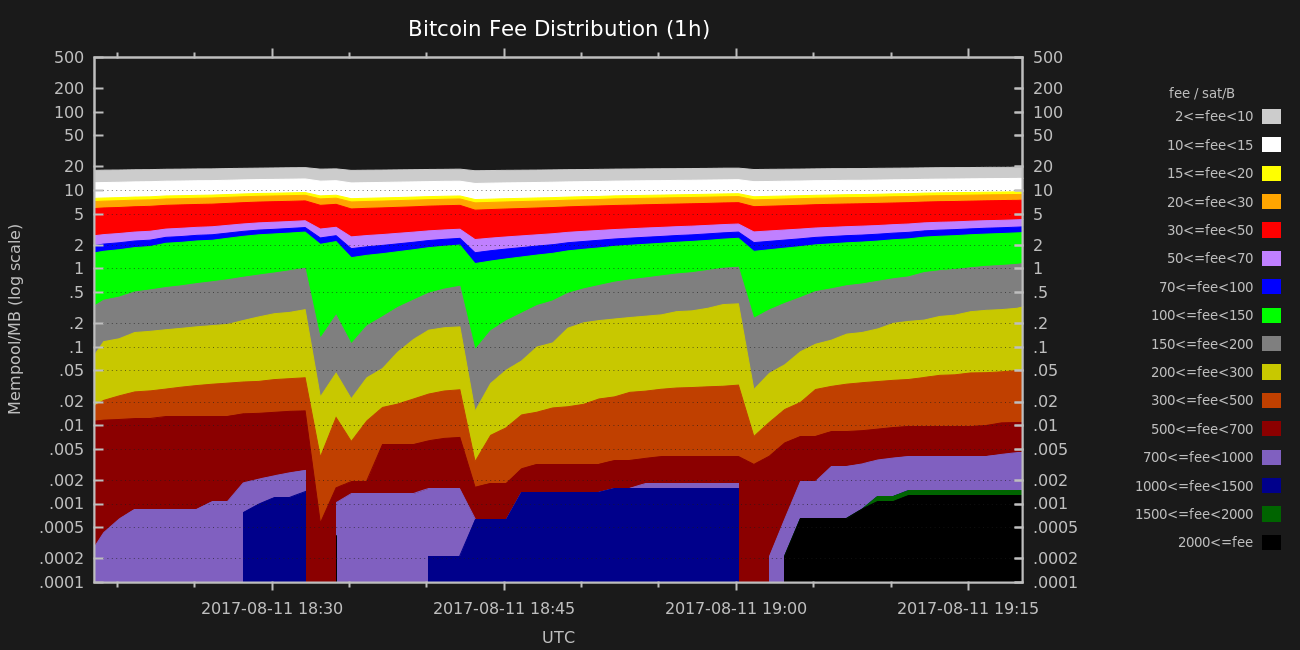 Bitcoin Fee Distribution (1h)
500
200
100
50
20
10
5
2
1
.5
.2
.1
.05
.02
.01
.005
.002
.001
.0005
.0002
.0001
Mempool/MB (log scale)
500
200
100
50
20
10
5
2
1
.5
.2
.1
.05
.02
.01
.005
.002
.001
.0005
.0002
.0001
2017-08-11 18:30 2017-08-11 18:45 2017-08-11 19:00 2017-08-11 19:15
UTC
fee / sat/B
2<=fee<10
10<=fee<15
15<=fee<20
20<=fee<30
30<=fee<50
50<=fee<70
70<=fee<100
100<=fee<150
150<=fee<200
200<=fee<300
300<=fee<500
500<=fee<700
700<=fee<1000
1000<=fee<1500
1500<=fee<2000
2000<=fee